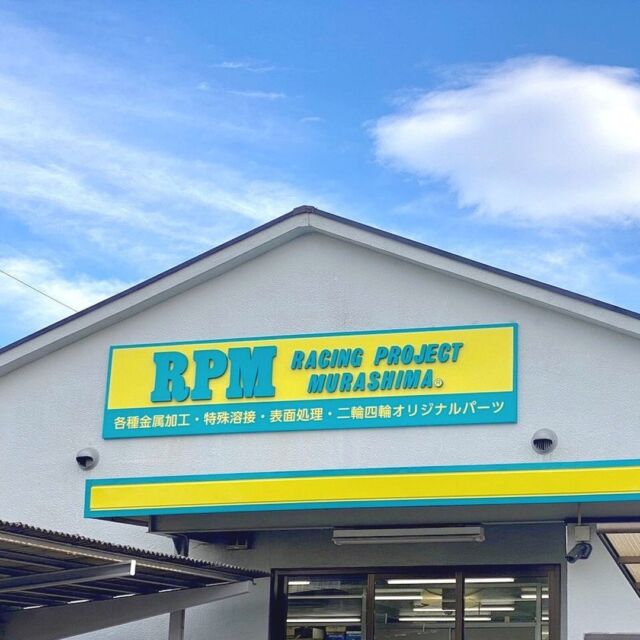 RPM
RACING PROJECT
MURASHIMA
各種金属加工・特殊溶接・表面処理・二輪四輪オリジナルパーツ